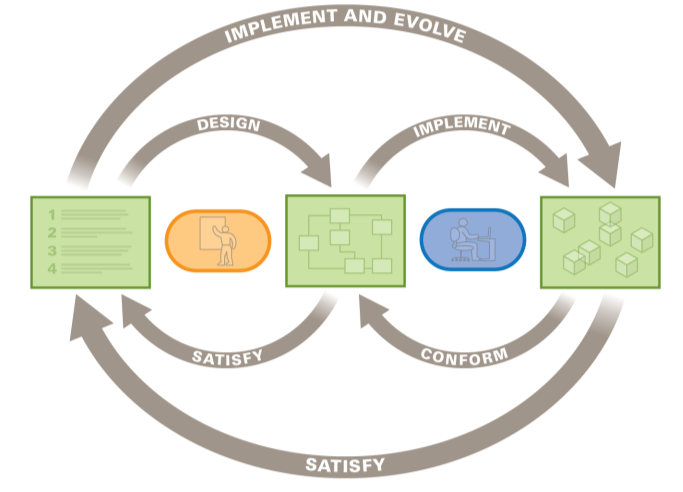 IMPLEMENT AND EVOLVE
DESIGN
IMPLEMENT
1
2
3
4
SATISFY
CONFORM
SATISFY